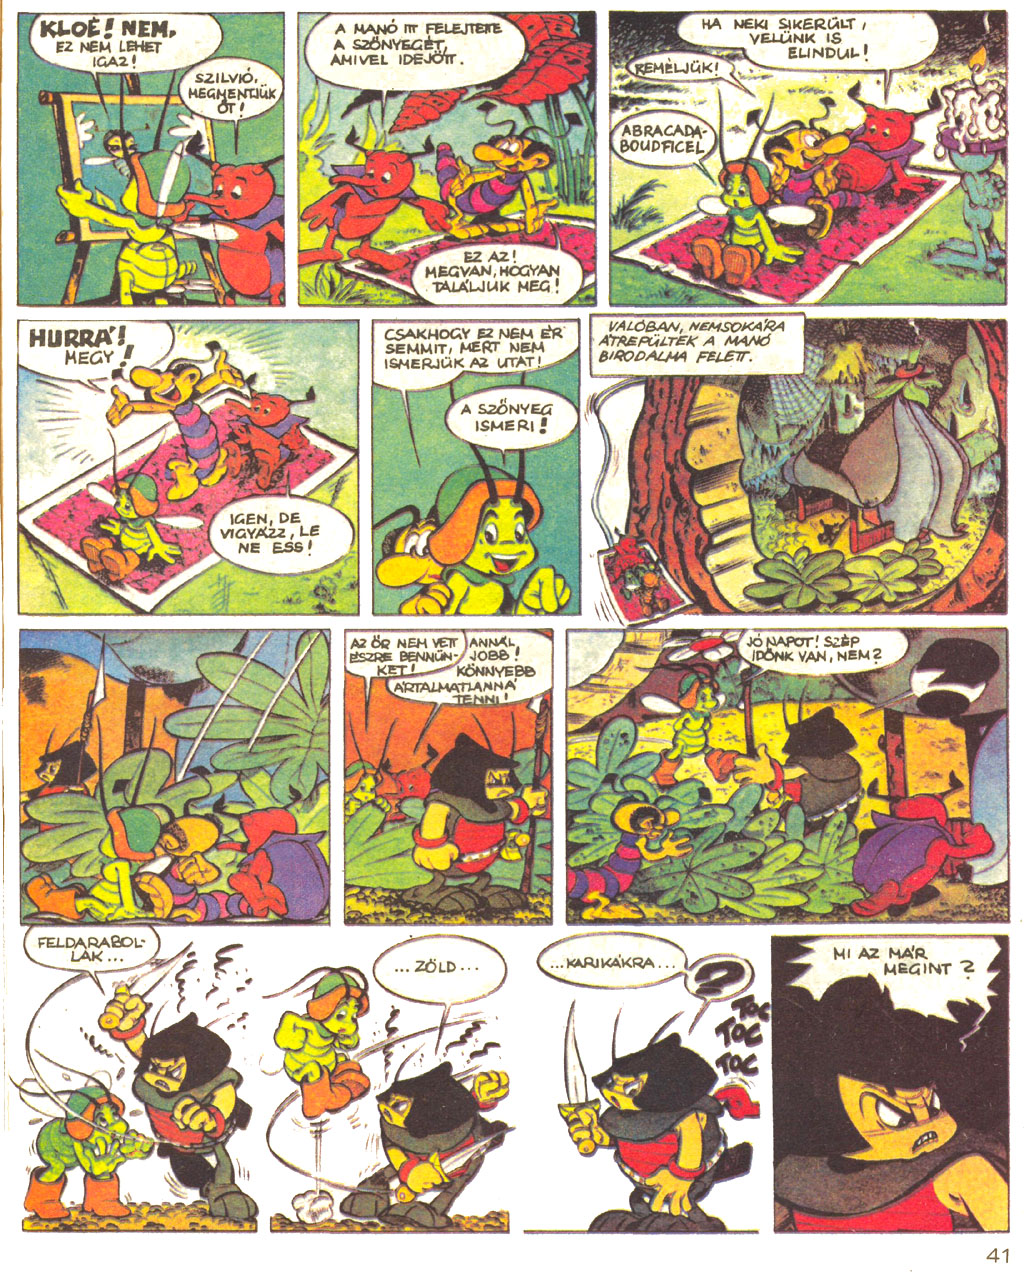 KLOÉ! NEM,
EZ NEM LEHET
IGAZ!
SZILVIÓ,
MEGMENTJÜK
ŐT!
A MANÓ ITT FELEJTETTE
A SZŐNYEGÉT,
AMIVEL IDEJÖTT.
EZ AZ!
MEGVAN, HOGYAN
TALÁLJUK MEG!
HA NEKI SIKERÜLT,
VELÜNK IS
ELINDUL!
REMÉLJÜK!
ABRACADA-
BOUDFICEL
HURRÁ!
MEGY!
IGEN, DE
VIGYÁZZ, LE
NE ESS!
CSAKHOGY EZ NEM ÉR
SEMMIT, MERT NEM
ISMERJÜK AZ UTAT!
A SZŐNYEG
ISMERI!
VALÓBAN, NEMSOKÁRA
ÁTREPÜLTEK A MANÓ
BIRODALMA FELETT.
AZ ŐR NEM VETT
ÉSZRE BENNÜN-
KET!
ANNÁL
JOBB!
KÖNNYEBB
ÁRTALMATLANNÁ
TENNI!
JÓ NAPOT! SZÉP
IDŐNK VAN, NEM?
FELDARABOL-
LAK...
...ZÖLD...
...KARIKÁKRA...
?
TOC
TOC
TOC
MI AZ MÁR
MEGINT?
41